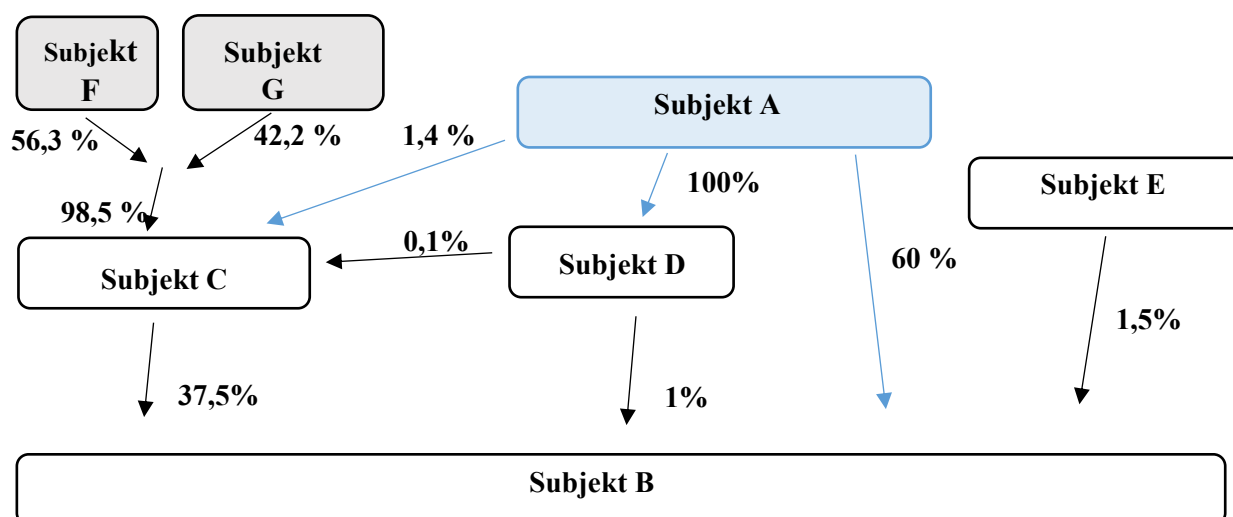 Subjekt
F
Subjekt
G
Subjekt A
56,3 %
42,2 %
1,4 %
100%
Subjekt E
98,5 %
0,1%
60 %
Subjekt C
Subjekt D
1,5%
37,5%
1%
Subjekt B